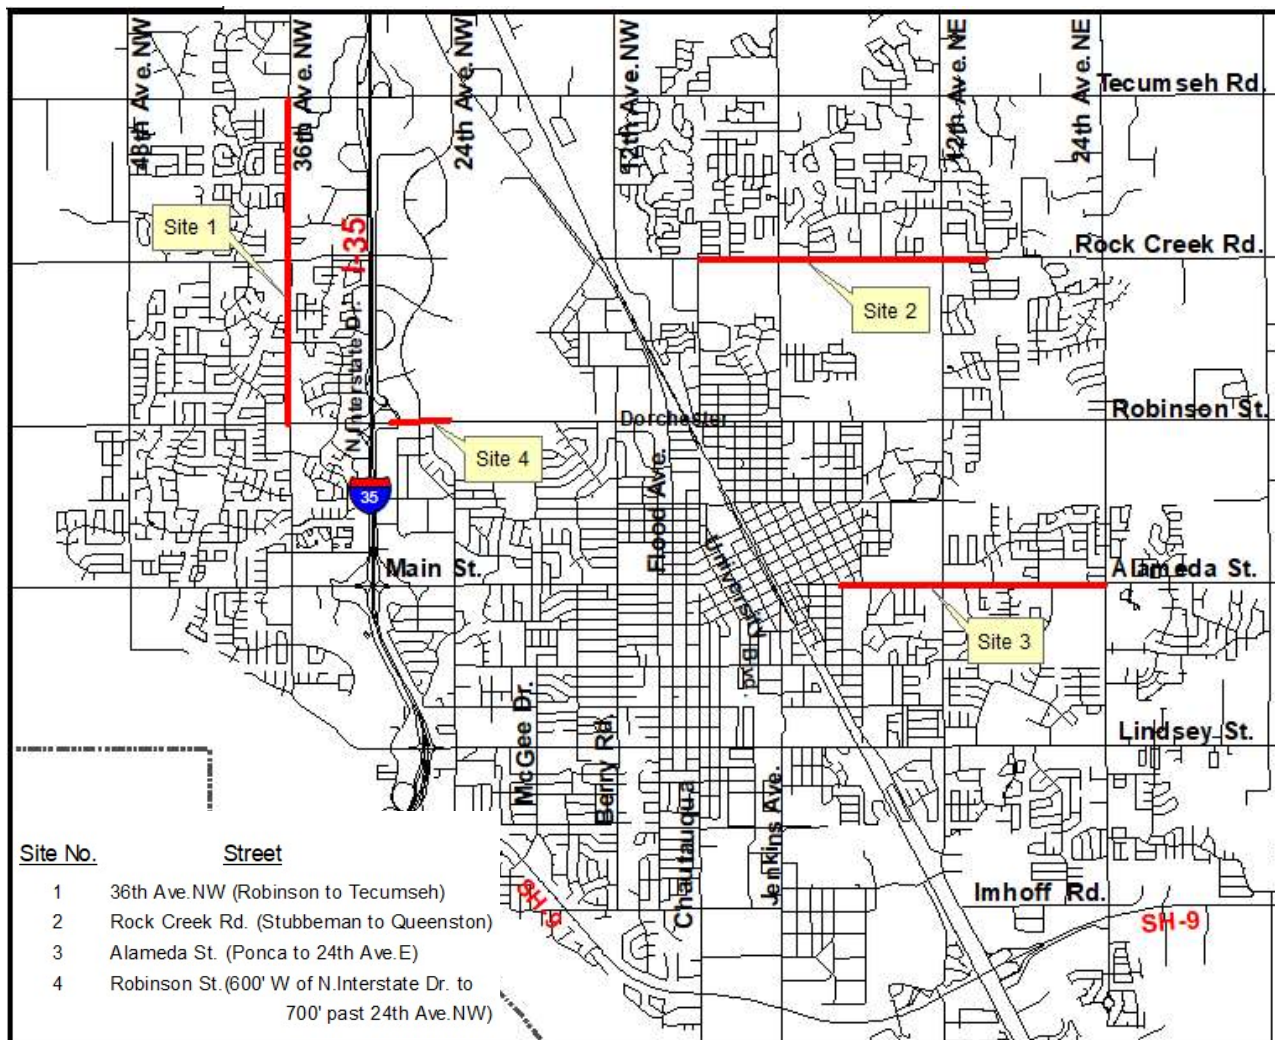 48th Ave. NW
36th Ave. NW
24th Ave. NW
12th Ave. NW
12th Ave. NE
24th Ave. NE
Tecumseh Rd.
Site 1
I-35
Rock Creek Rd.
Site 2
N.Interstate Dr.
Dorchester
Robinson St.
Site 4
35
Flood Ave.
University Blvd.
Main St.
Alameda St.
Site 3
McGee Dr.
Berry Rd.
Lindsey St.
Chautauqua
Jenkins Ave.
Imhoff Rd.
SH-9
SH-9
Site No. Street
1 36th Ave.NW (Robinson to Tecumseh)
2 Rock Creek Rd. (Stubbeman to Queenston)
3 Alameda St. (Ponca to 24th Ave.E)
4 Robinson St.(600' W of N.Interstate Dr. to
700' past 24th Ave.NW)